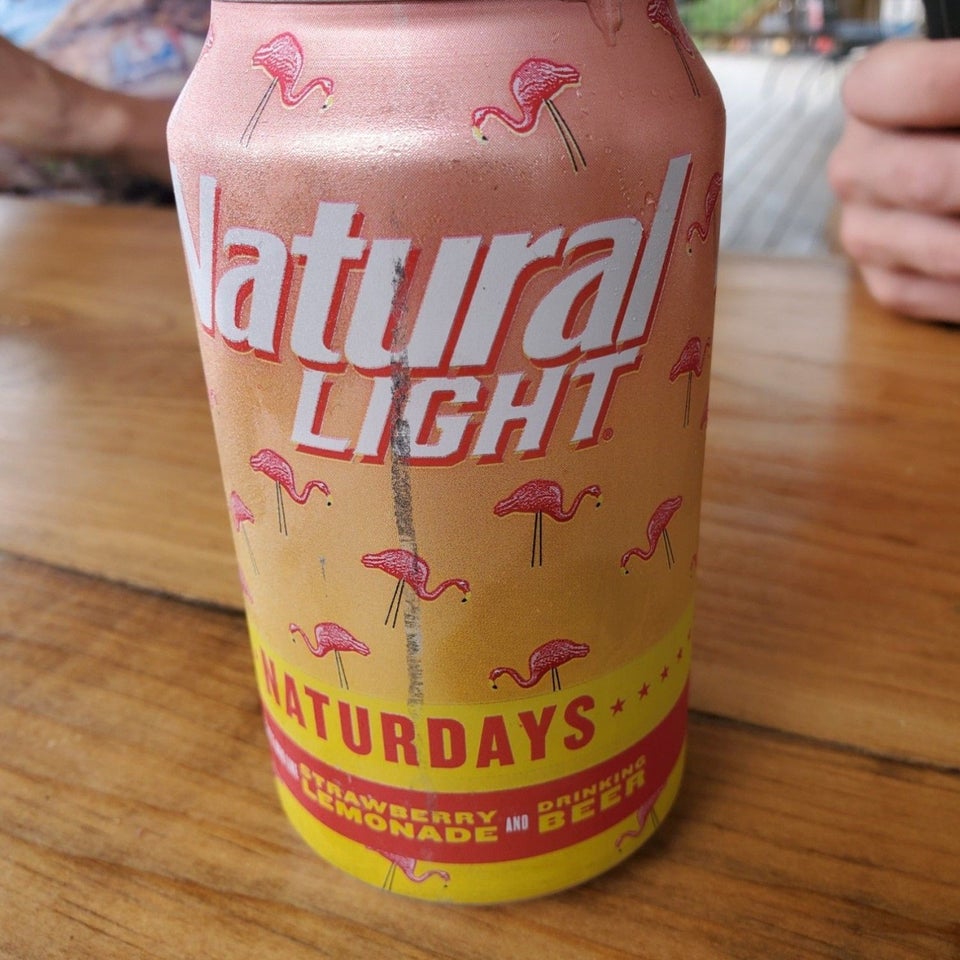 Natural
LIGHT®
NATURDAYS
STRAWBERRY
LEMONADE AND DRINKING
BEER